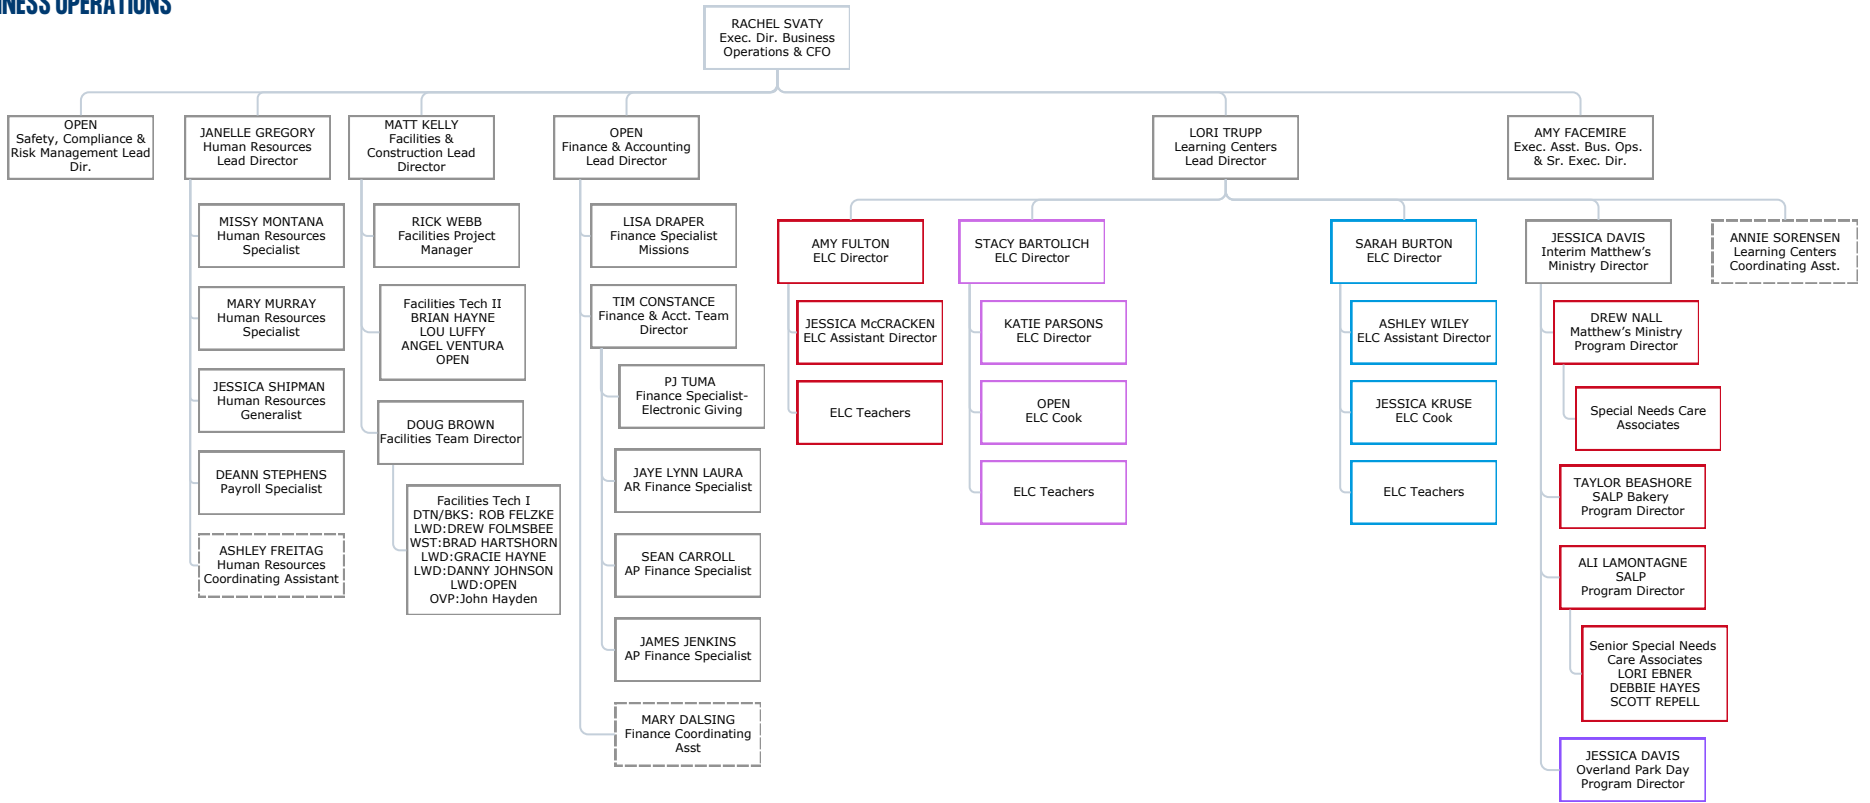 INESS OPERATIONS
RACHEL SVATY
Exec. Dir. Business
Operations & CFO
OPEN
Safety, Compliance &
Risk Management Lead
Dir.
JANELLE GREGORY
Human Resources
Lead Director
MATT KELLY
Facilities &
Construction Lead
Director
OPEN
Finance & Accounting
Lead Director
LORI TRUPP
Learning Centers
Lead Director
AMY FACEMIRE
Exec. Asst. Bus. Ops.
& Sr. Exec. Dir.
MISSY MONTANA
Human Resources
Specialist
MARY MURRAY
Human Resources
Specialist
JESSICA SHIPMAN
Human Resources
Generalist
DEANN STEPHENS
Payroll Specialist
ASHLEY FREITAG
Human Resources
Coordinating Assistant
RICK WEBB
Facilities Project
Manager
Facilities Tech II
BRIAN HAYNE
LOU LUFFY
ANGEL VENTURA
OPEN
DOUG BROWN
Facilities Team Director
Facilities Tech I
DTN/BKS: ROB FELZKE
LWD:DREW FOLMSBEE
WST:BRAD HARTSHORN
LWD:GRACIE HAYNE
LWD:DANNY JOHNSON
LWD:OPEN
OVP:John Hayden
LISA DRAPER
Finance Specialist
Missions
TIM CONSTANCE
Finance & Acct. Team
Director
PJ TUMA
Finance Specialist-
Electronic Giving
JAYE LYNN LAURA
AR Finance Specialist
SEAN CARROLL
AP Finance Specialist
JAMES JENKINS
AP Finance Specialist
MARY DALSING
Finance Coordinating
Asst
AMY FULTON
ELC Director
JESSICA McCRACKEN
ELC Assistant Director
ELC Teachers
STACY BARTOLICH
ELC Director
KATIE PARSONS
ELC Director
OPEN
ELC Cook
ELC Teachers
SARAH BURTON
ELC Director
ASHLEY WILEY
ELC Assistant Director
JESSICA KRUSE
ELC Cook
ELC Teachers
JESSICA DAVIS
Interim Matthew's
Ministry Director
DREW NALL
Matthew's Ministry
Program Director
Special Needs Care
Associates
TAYLOR BEASHORE
SALP Bakery
Program Director
ALI LAMONTAGNE
SALP
Program Director
Senior Special Needs
Care Associates
LORI EBNER
DEBBIE HAYES
SCOTT REPELL
JESSICA DAVIS
Overland Park Day
Program Director
ANNIE SORENSEN
Learning Centers
Coordinating Asst.